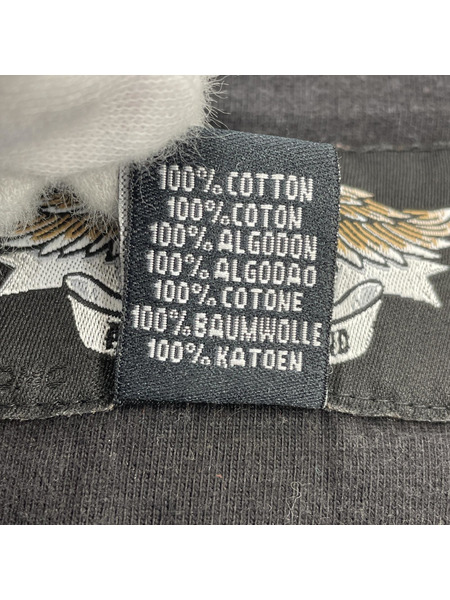 100% COTTON
100% COTON
100% ALGODON
100% ALGODAO
100% COTONE
100% BAUMWOLLE
100% KATOEN